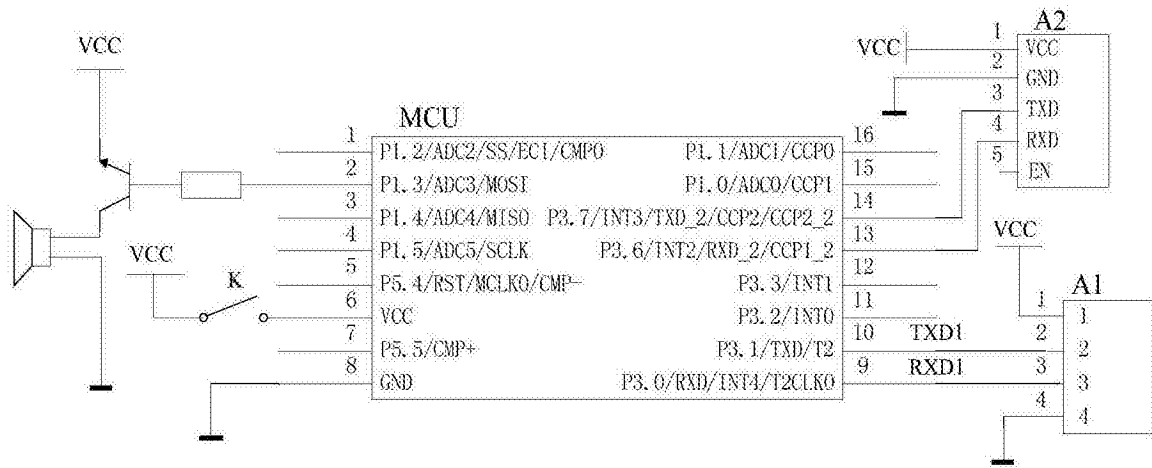 VCC
MCU
1
P1.2/ADC2/SS/ECI/CMPO
2
P1.3/ADC3/MOSI
3
P1.4/ADC4/MISO
4
P1.5/ADC5/SCLK
5
P5.4/RST/MCLKO/CMP-
6
VCC
7
P5.5/CMP+
8
GND
VCC
K
16
P1.1/ADC1/CCP0
15
P1.0/ADC0/CCP1
14
P3.7/INT3/TXD_2/CCP2/CCP2_2
13
P3.6/INT2/RXD_2/CCP1_2
12
P3.3/INT1
11
P3.2/INT0
10
P3.1/TXD/T2
9
P3.0/RXD/INT4/T2CLKO
TXD1
RXD1
A2
VCC
1
VCC
2
GND
3
TXD
4
RXD
5
EN
VCC
A1
1
1
2
2
3
3
4
4